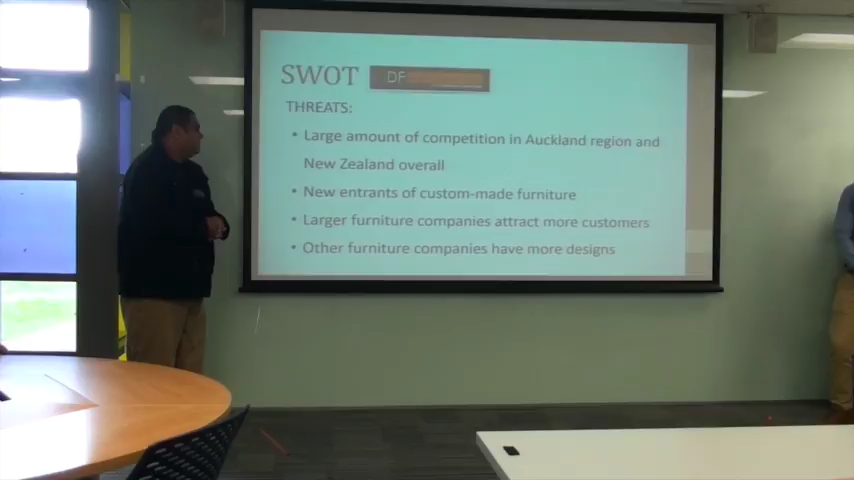 SWOT
DF
THREATS:
• Large amount of competition in Auckland region and
New Zealand overall
• New entrants of custom-made furniture
• Larger furniture companies attract more customers
• Other furniture companies have more designs